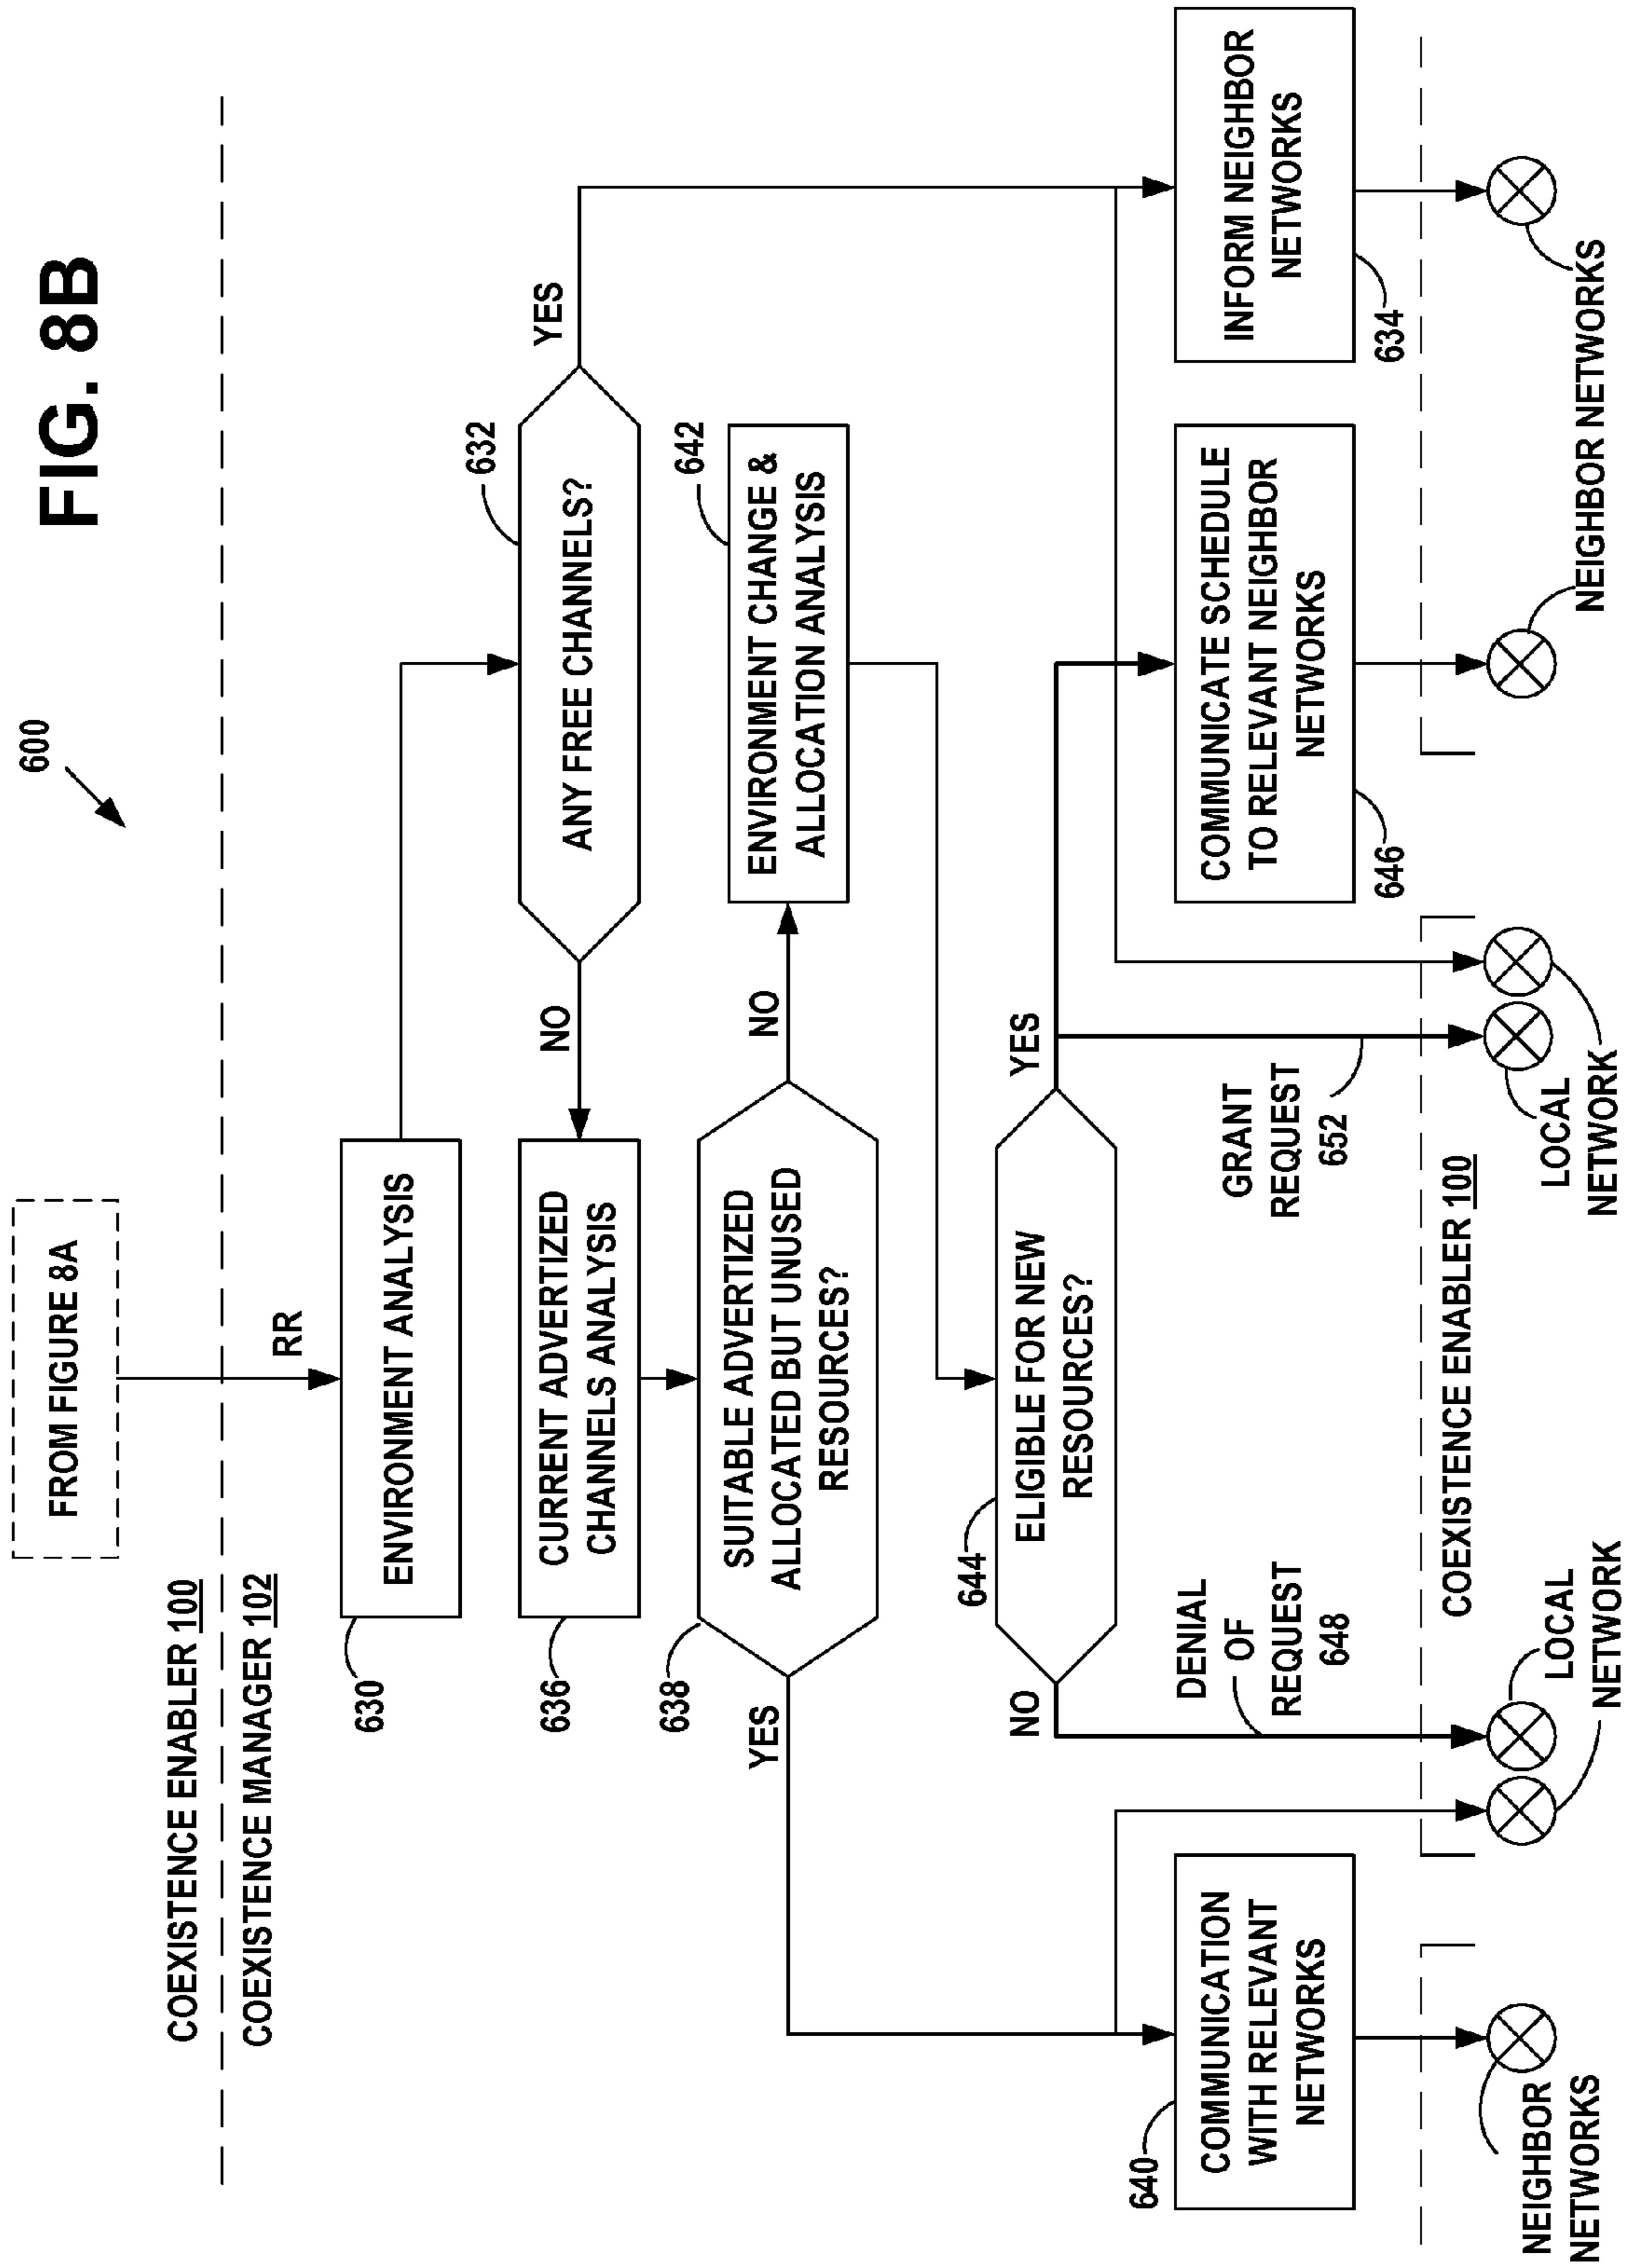 FIG. 8B
600
FROM FIGURE 8A
COEXISTENCE ENABLER 100
COEXISTENCE MANAGER 102
RR
ENVIRONMENT ANALYSIS
630
ANY FREE CHANNELS?
632
YES
NO
CURRENT ADVERTIZED
CHANNELS ANALYSIS
636
SUITABLE ADVERTIZED
ALLOCATED BUT UNUSED
RESOURCES?
638
YES
NO
ENVIRONMENT CHANGE &
ALLOCATION ANALYSIS
642
ELIGIBLE FOR NEW
RESOURCES?
644
NO
YES
DENIAL
OF
REQUEST
648
GRANT
REQUEST
652
COMMUNICATION
WITH RELEVANT
NETWORKS
640
COMMUNICATE SCHEDULE
TO RELEVANT NEIGHBOR
NETWORKS
646
INFORM NEIGHBOR
NETWORKS
634
COEXISTENCE ENABLER 100
NEIGHBOR
NETWORKS
LOCAL
NETWORK
LOCAL
NETWORK
NEIGHBOR NETWORKS